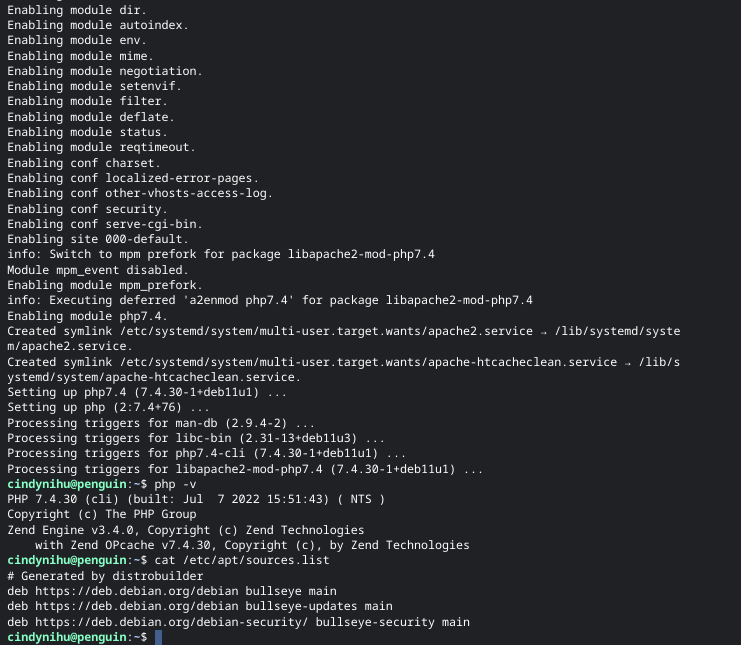 Enabling module dir.
Enabling module autoindex.
Enabling module env.
Enabling module mime.
Enabling module negotiation.
Enabling module setenvif.
Enabling module filter.
Enabling module deflate.
Enabling module status.
Enabling module reqtimeout.
Enabling conf charset.
Enabling conf localized-error-pages.
Enabling conf other-vhosts-access-log.
Enabling conf security.
Enabling conf serve-cgi-bin.
Enabling site 000-default.
info: Switch to mpm prefork for package libapache2-mod-php7.4
Module mpm_event disabled.
Enabling module mpm_prefork.
info: Executing deferred 'a2enmod php7.4' for package libapache2-mod-php7.4
Enabling module php7.4.
Created symlink /etc/systemd/system/multi-user.target.wants/apache2.service → /lib/systemd/syste
m/apache2.service.
Created symlink /etc/systemd/system/multi-user.target.wants/apache-htcacheclean.service → /lib/s
ystemd/system/apache-htcacheclean.service.
Setting up php7.4 (7.4.30-1+deb11u1) ...
Setting up php (2:7.4+76) ...
Processing triggers for man-db (2.9.4-2) ...
Processing triggers for libc-bin (2.31-13+deb11u3) ...
Processing triggers for php7.4-cli (7.4.30-1+deb11u1) ...
Processing triggers for libapache2-mod-php7.4 (7.4.30-1+deb11u1) ...
cindynihu@penguin:~$ php -v
PHP 7.4.30 (cli) (built: Jul  7 2022 15:51:43) ( NTS )
Copyright (c) The PHP Group
Zend Engine v3.4.0, Copyright (c) Zend Technologies
    with Zend OPcache v7.4.30, Copyright (c), by Zend Technologies
cindynihu@penguin:~$ cat /etc/apt/sources.list
# Generated by distrobuilder
deb https://deb.debian.org/debian bullseye main
deb https://deb.debian.org/debian bullseye-updates main
deb https://deb.debian.org/debian-security/ bullseye-security main
cindynihu@penguin:~$